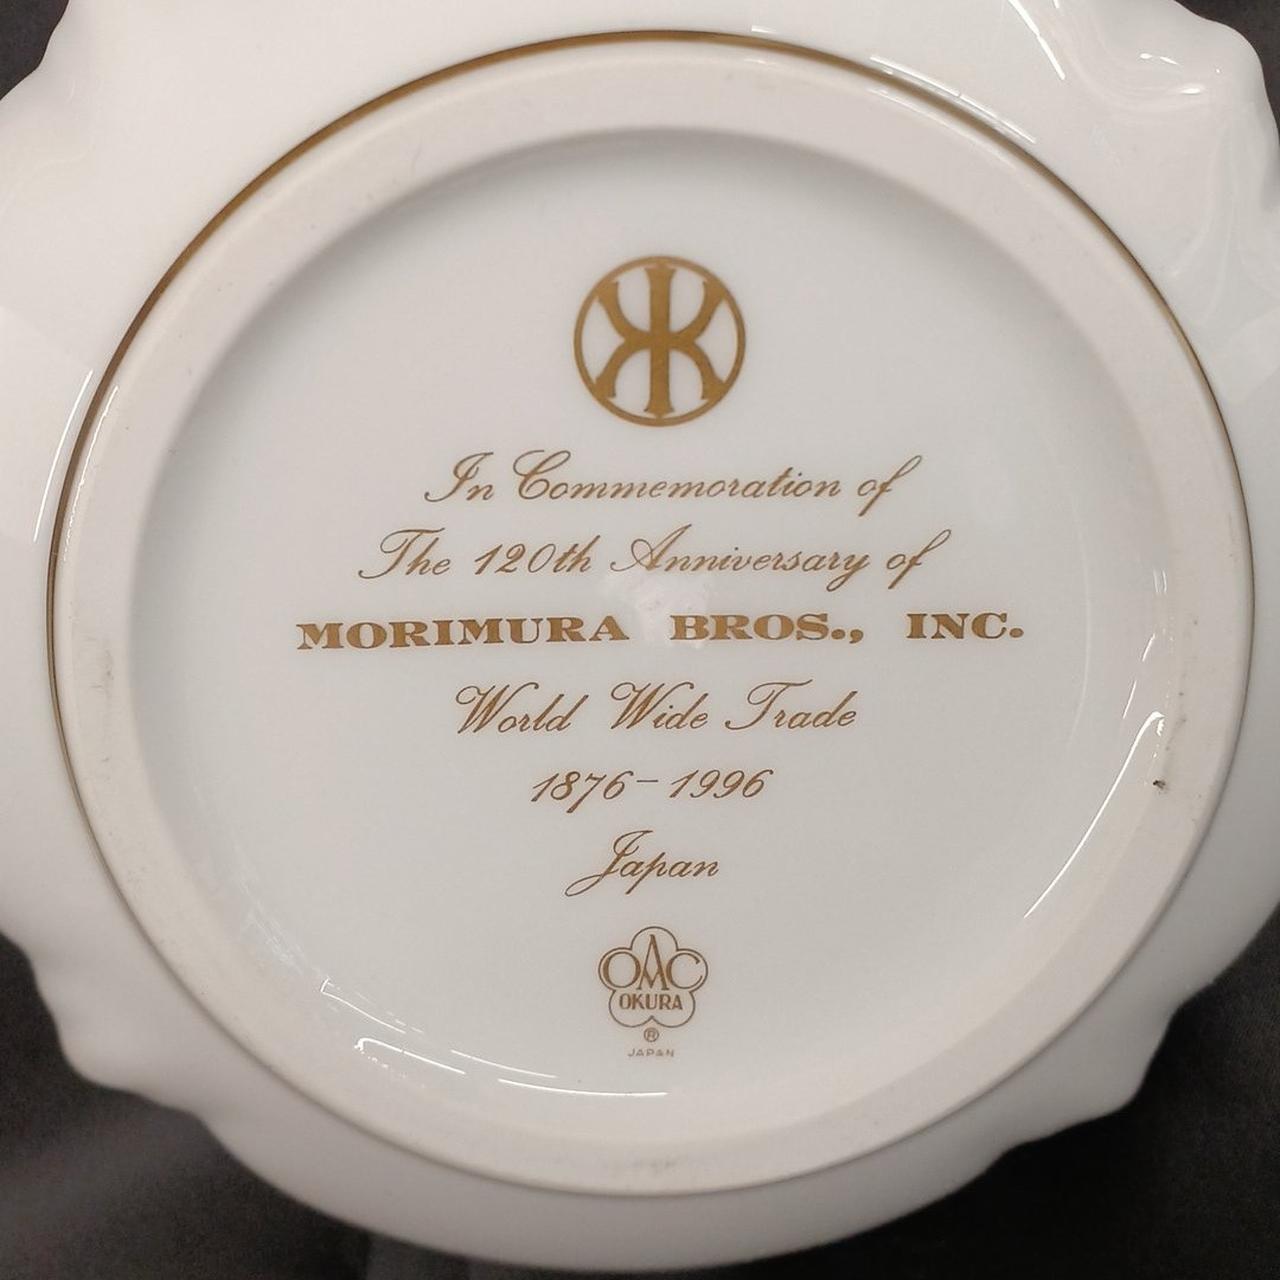 In Commemoration of
The 120th Anniversary of
MORIMURA BROS., INC.
World Wide Trade
1876-1996
Japan
OAC
OKURA
®
JAPAN